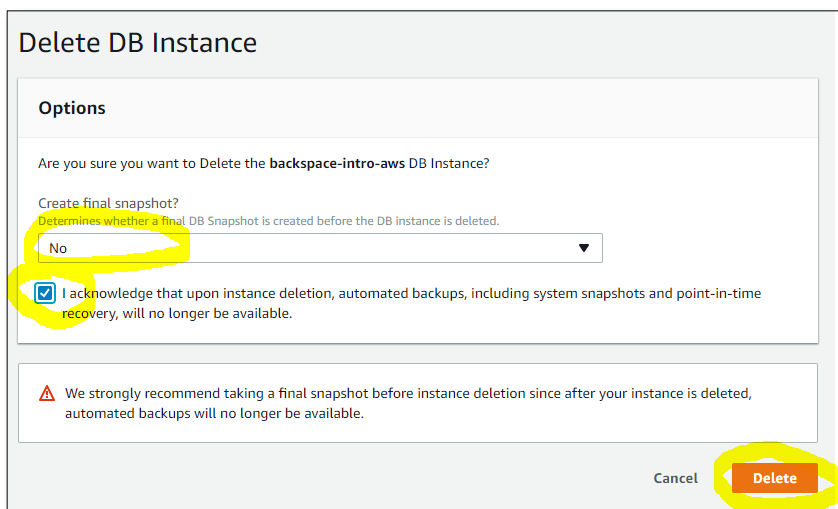 Delete DB Instance
Options
Are you sure you want to Delete the backspace-intro-aws DB Instance?
Create final snapshot?
Determines whether a final DB Snapshot is created before the DB instance is deleted.
No
I acknowledge that upon instance deletion, automated backups, including system snapshots and point-in-time
recovery, will no longer be available.
We strongly recommend taking a final snapshot before instance deletion since after your instance is deleted,
automated backups will no longer be available.
Cancel Delete